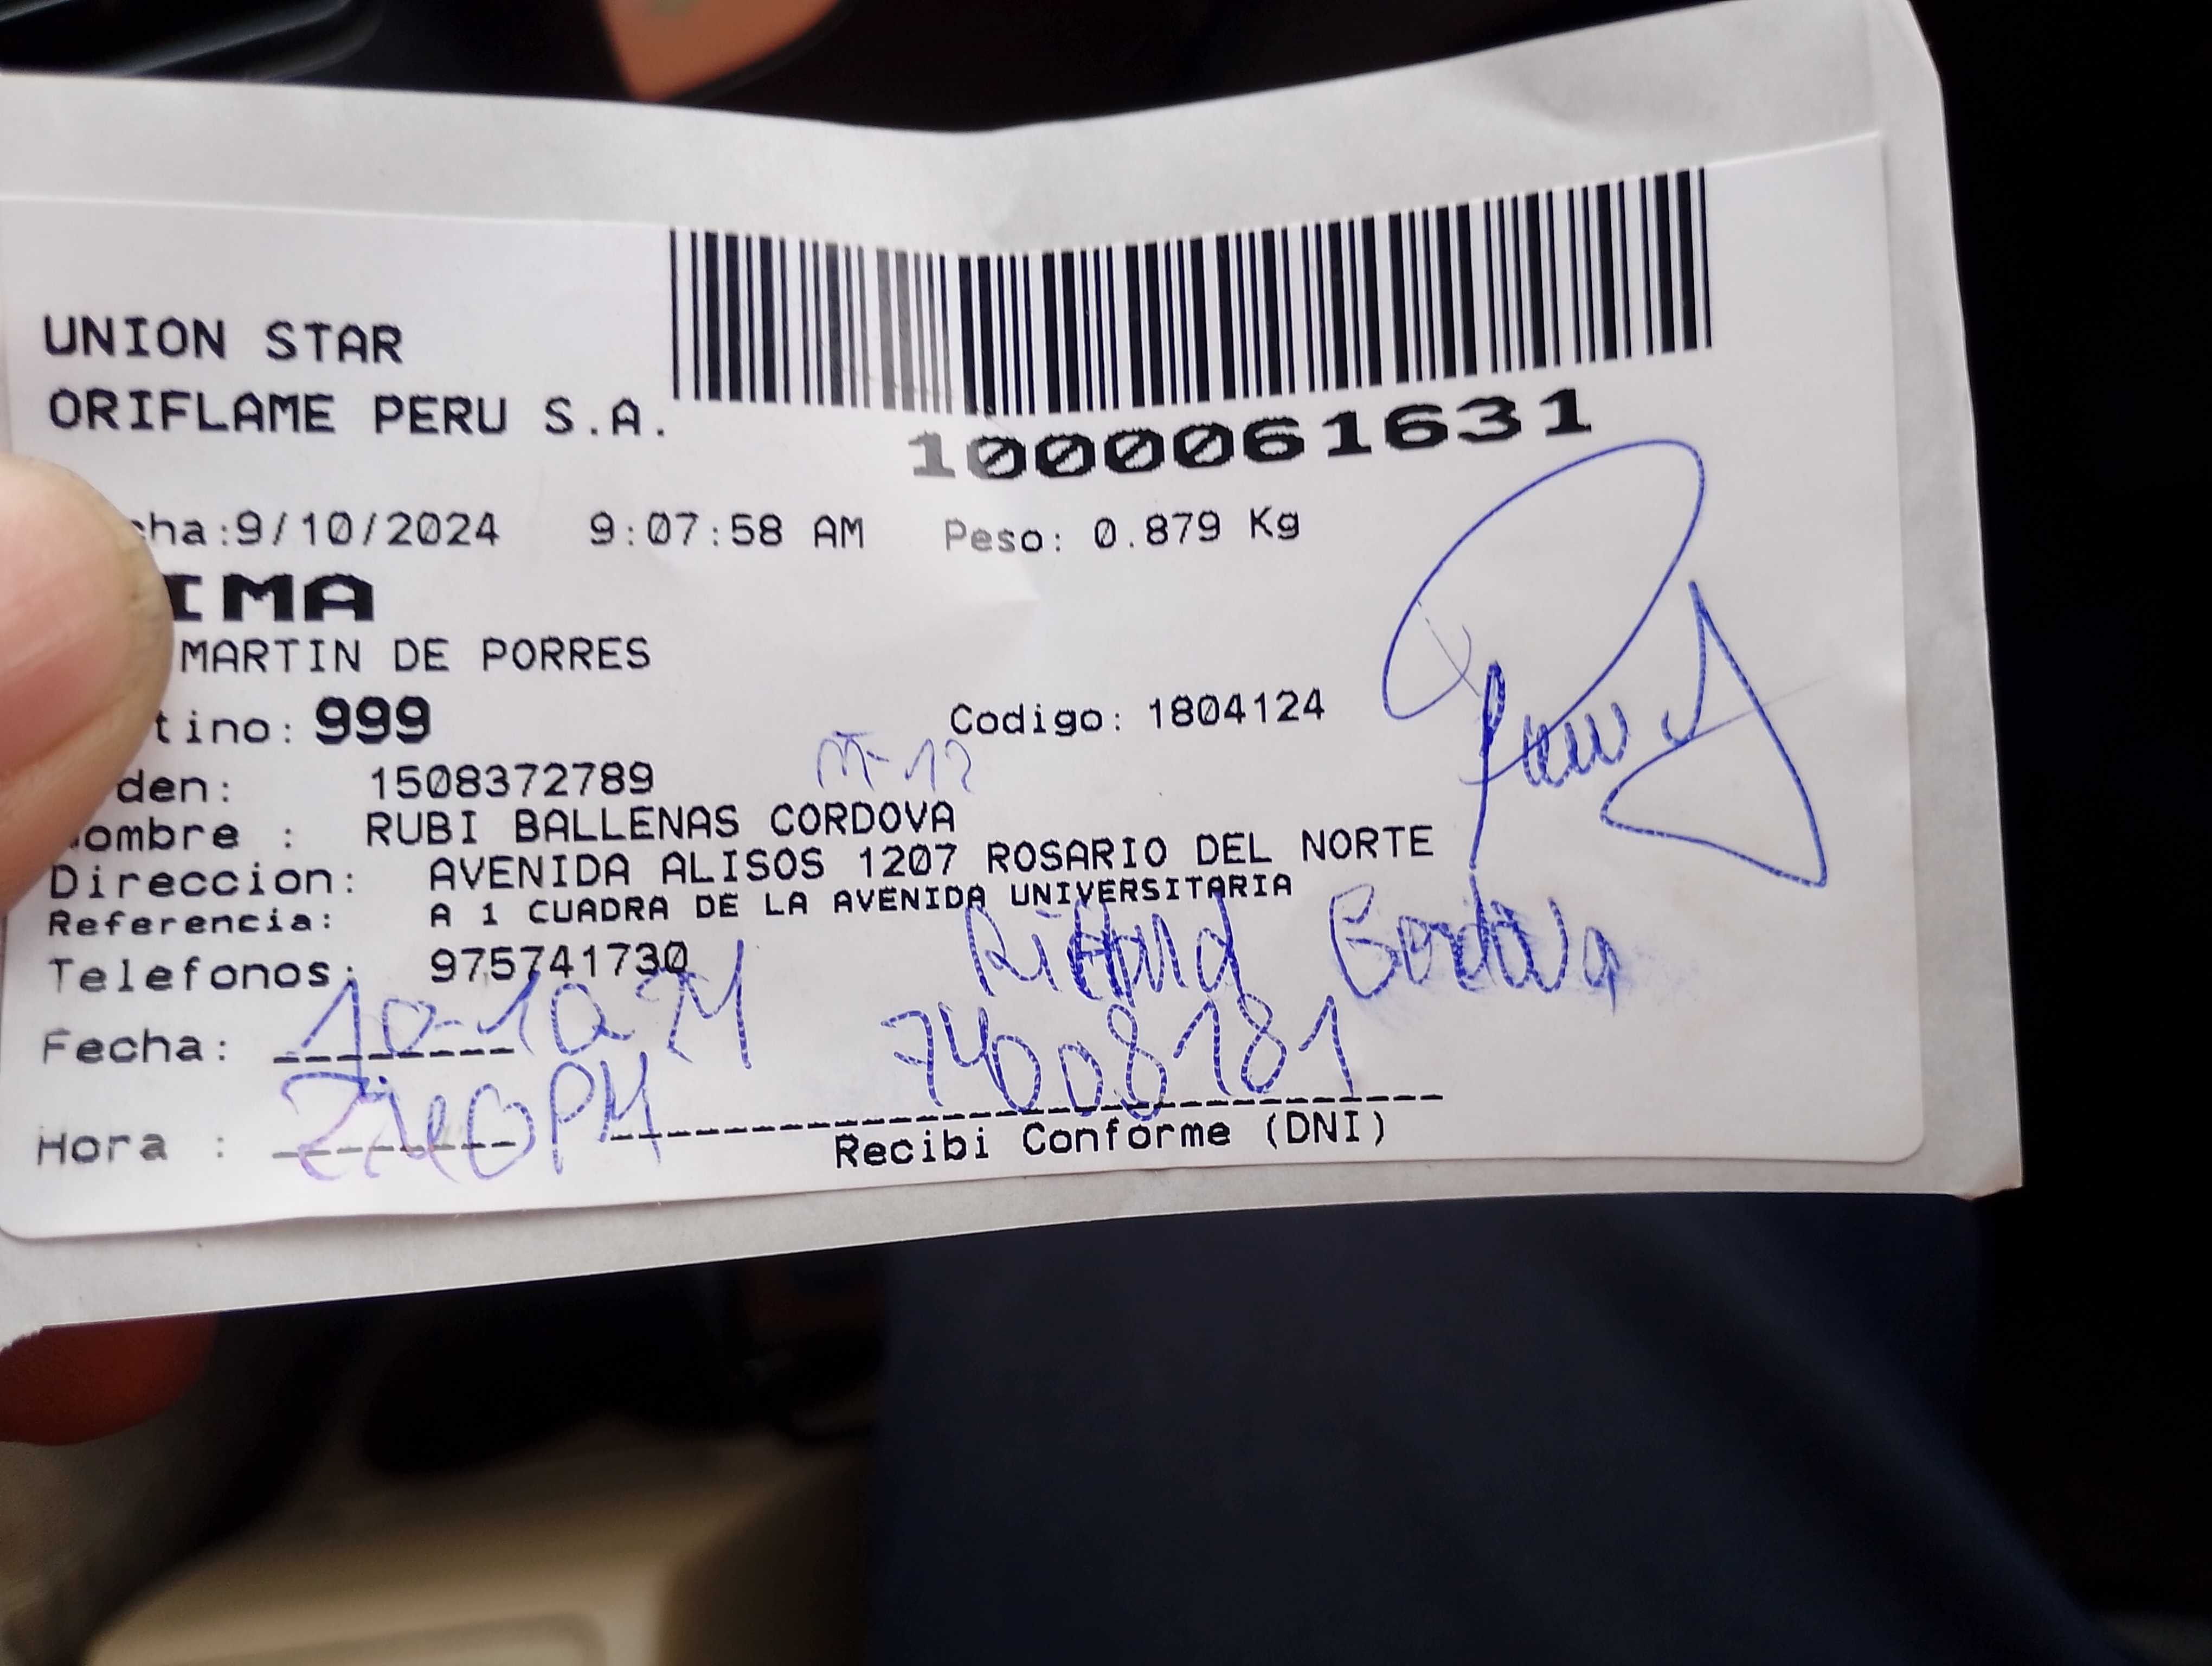 UNION STAR
ORIFLAME PERU S.A.
1000061631
cha:9/10/2024 9:07:58 AM Peso: 0.879 Kg
IMA
MARTIN DE PORRES
tino: 999 Codigo: 1804124
M-12
den: 1508372789
ombre : RUBI BALLENAS CORDOVA
Direccion: AVENIDA ALISOS 1207 ROSARIO DEL NORTE
Referencia: A 1 CUADRA DE LA AVENIDA UNIVERSITARIA
Telefonos: 975741730
Cordova
Fecha: 10-10-24 74008181
Hora : 2:40PM
Recibi Conforme (DNI)